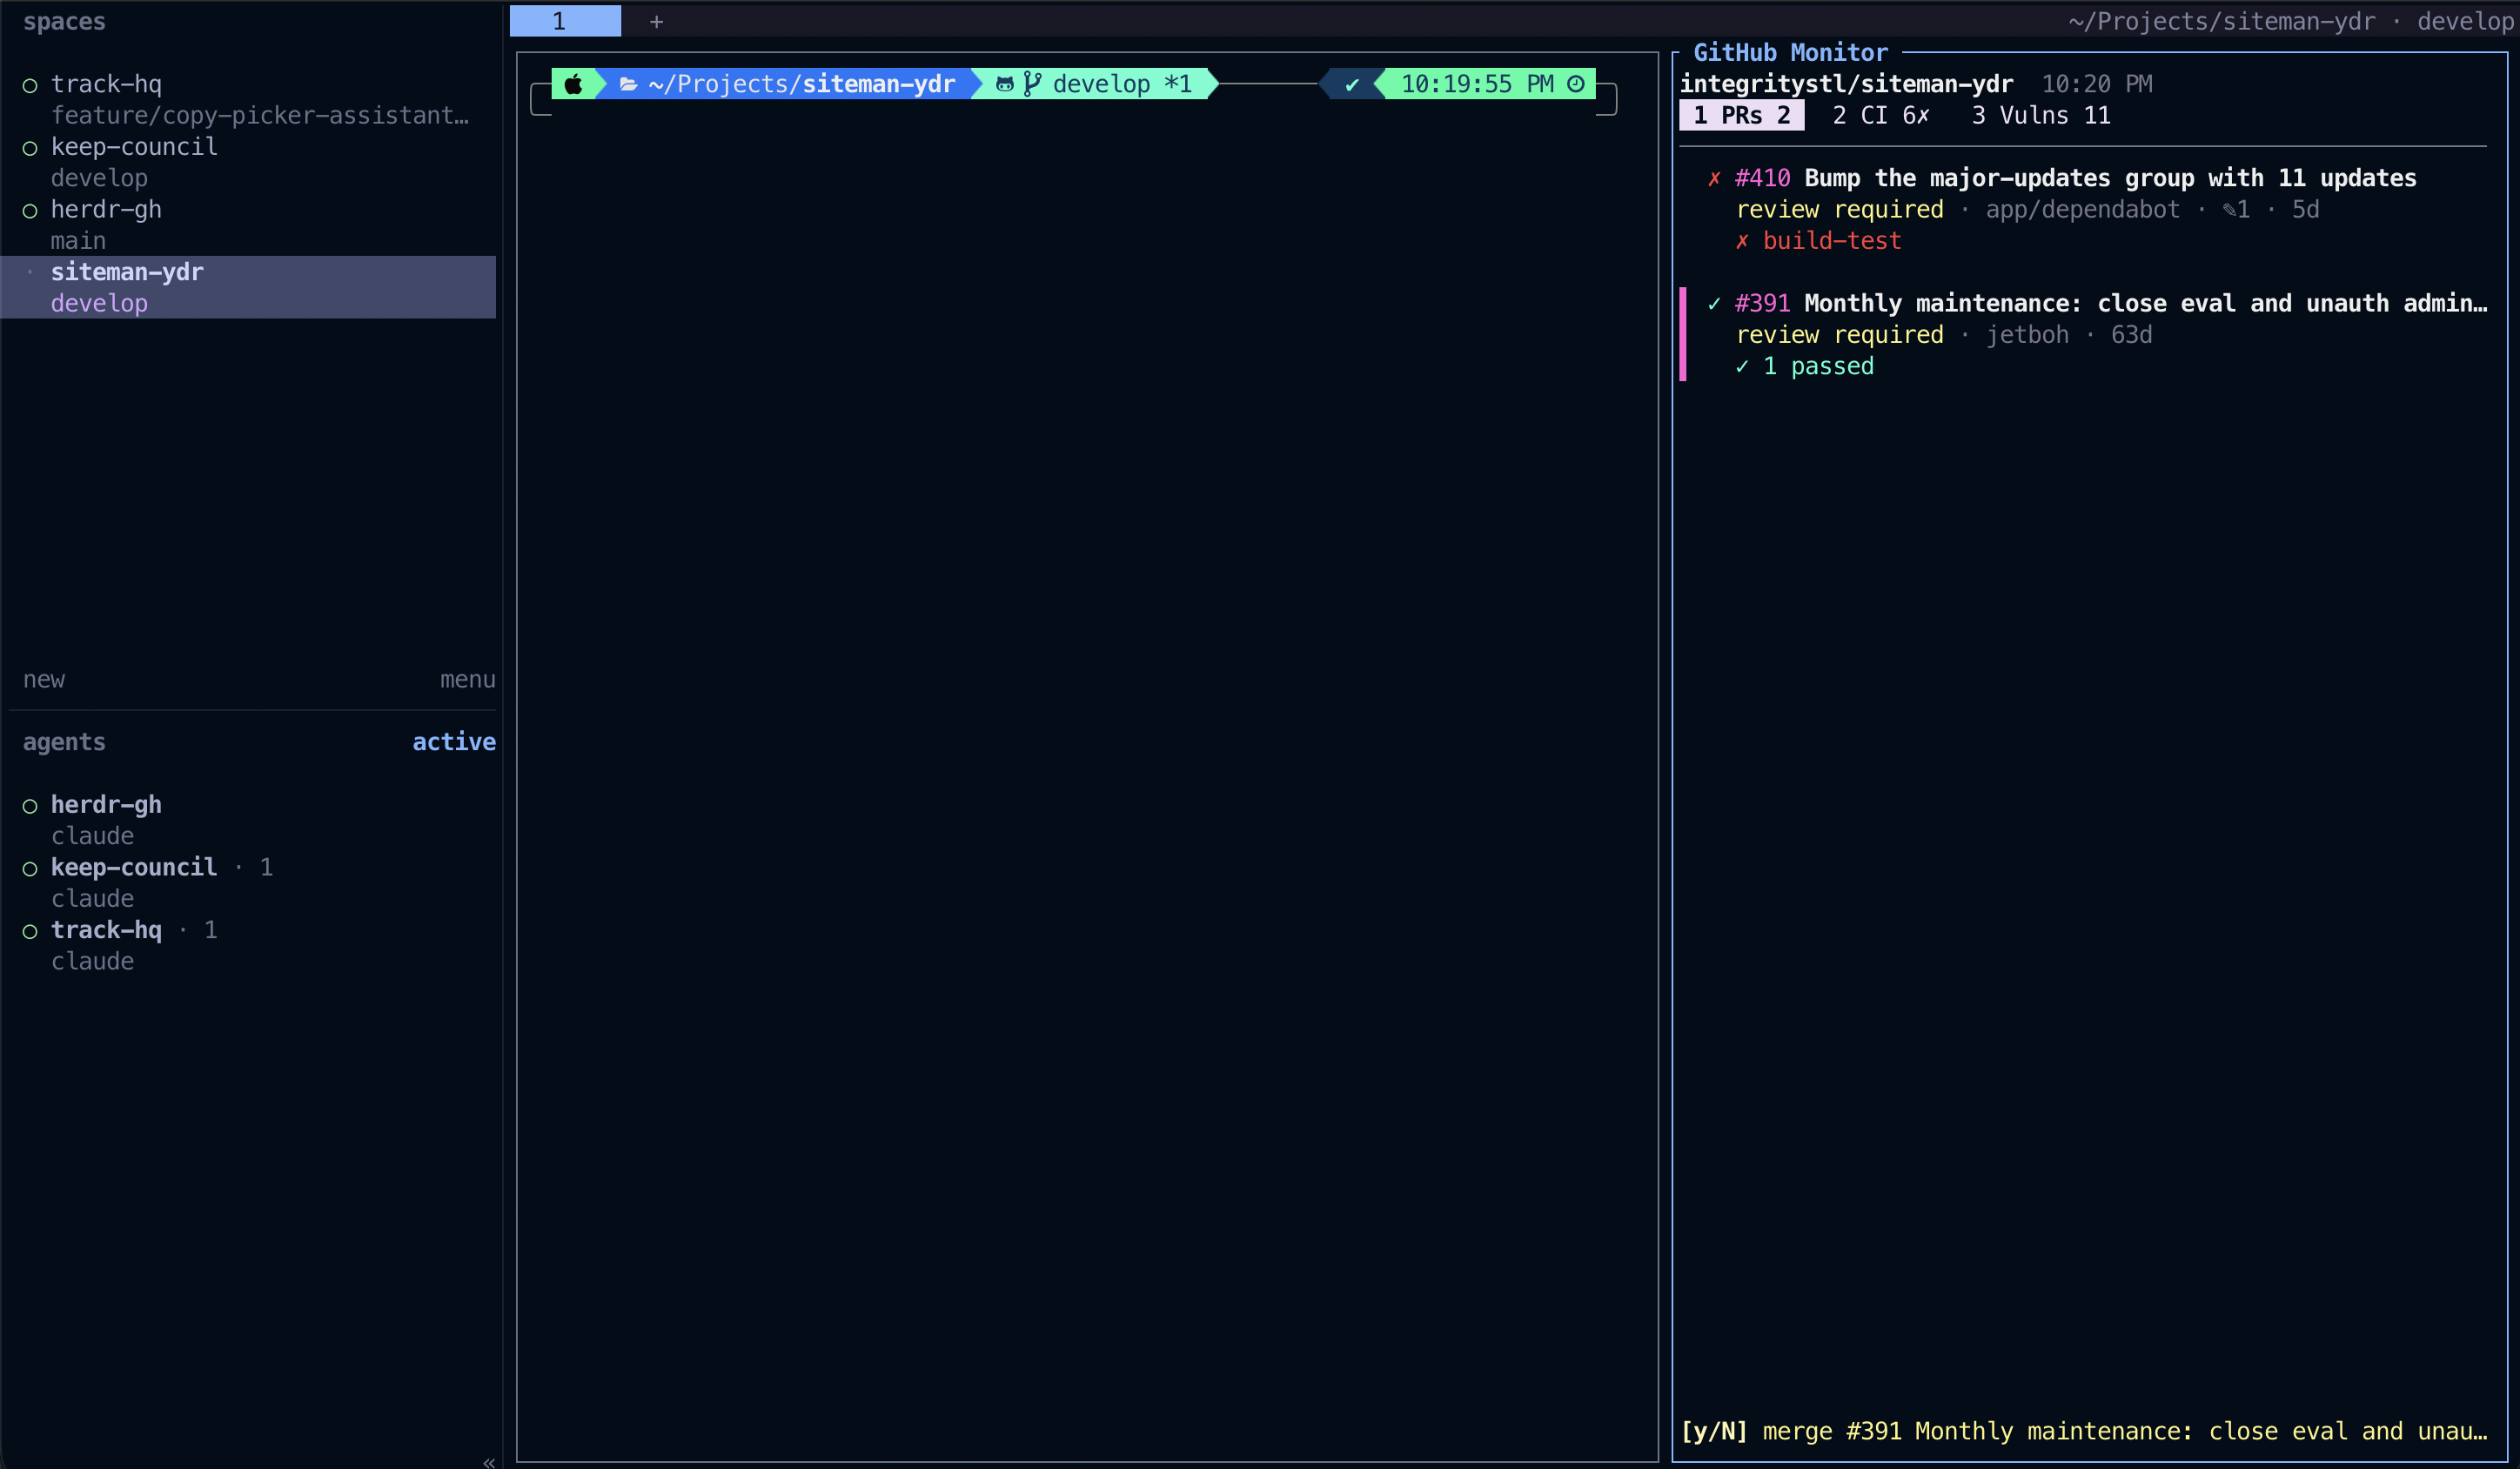 spaces
○ track-hq
feature/copy-picker-assistant…
○ keep-council
develop
○ herdr-gh
main
· siteman-ydr
develop
new menu
agents active
○ herdr-gh
claude
○ keep-council · 1
claude
○ track-hq · 1
claude
«
1 +
~/Projects/siteman-ydr · develop
~/Projects/siteman-ydr develop *1 ✔ 10:19:55 PM
GitHub Monitor
integritystl/siteman-ydr 10:20 PM
1 PRs 2 2 CI 6✗ 3 Vulns 11
✗ #410 Bump the major-updates group with 11 updates
review required · app/dependabot · ✎1 · 5d
✗ build-test
✓ #391 Monthly maintenance: close eval and unauth admin…
review required · jetboh · 63d
✓ 1 passed
[y/N] merge #391 Monthly maintenance: close eval and unau…